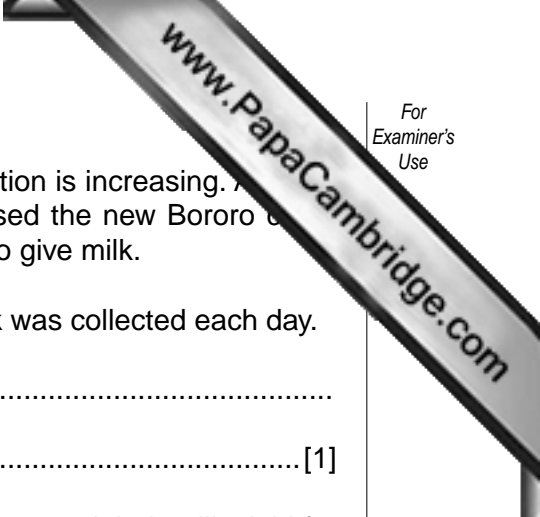 www.PapaCambridge.com
For
Examiner's
Use
tion is increasing.
sed the new Bororo
o give milk.
k was collected each day.
..........................................
.....................................[1]